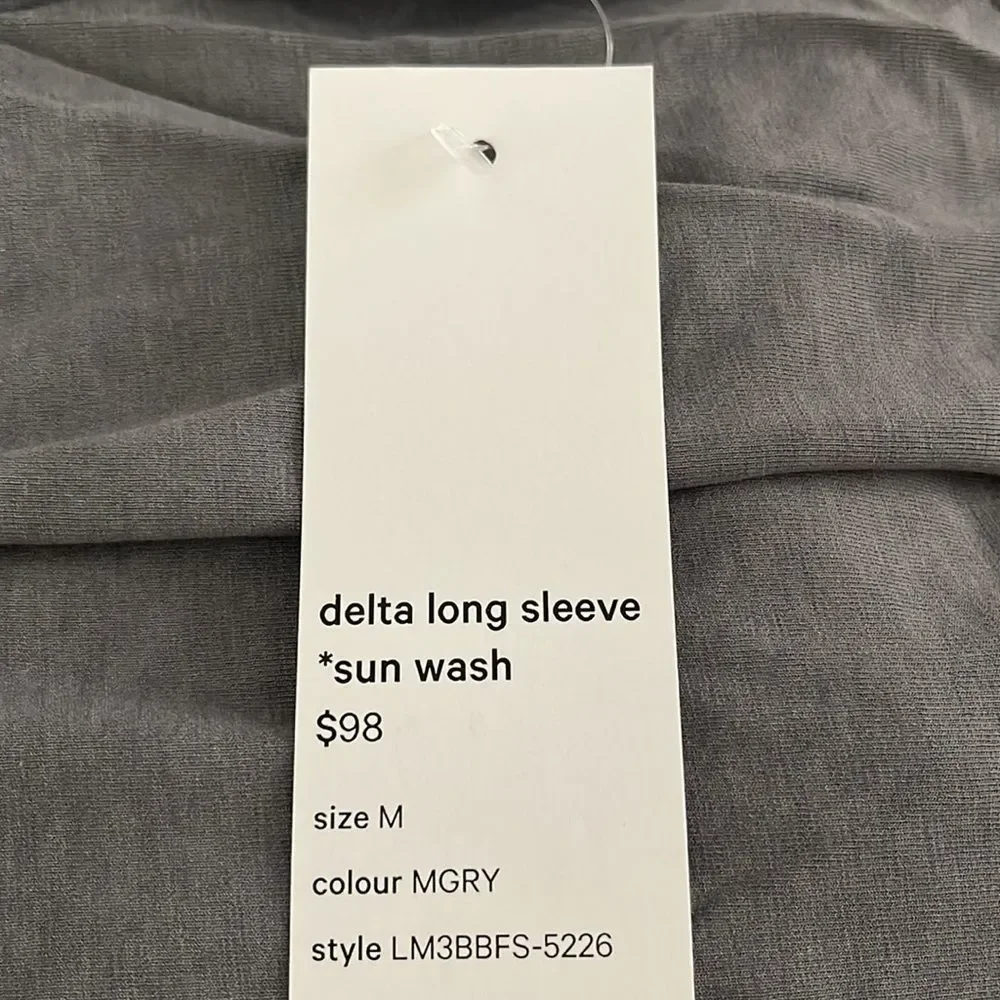 delta long sleeve
*sun wash
$98
size M
colour MGRY
style LM3BBFS-5226